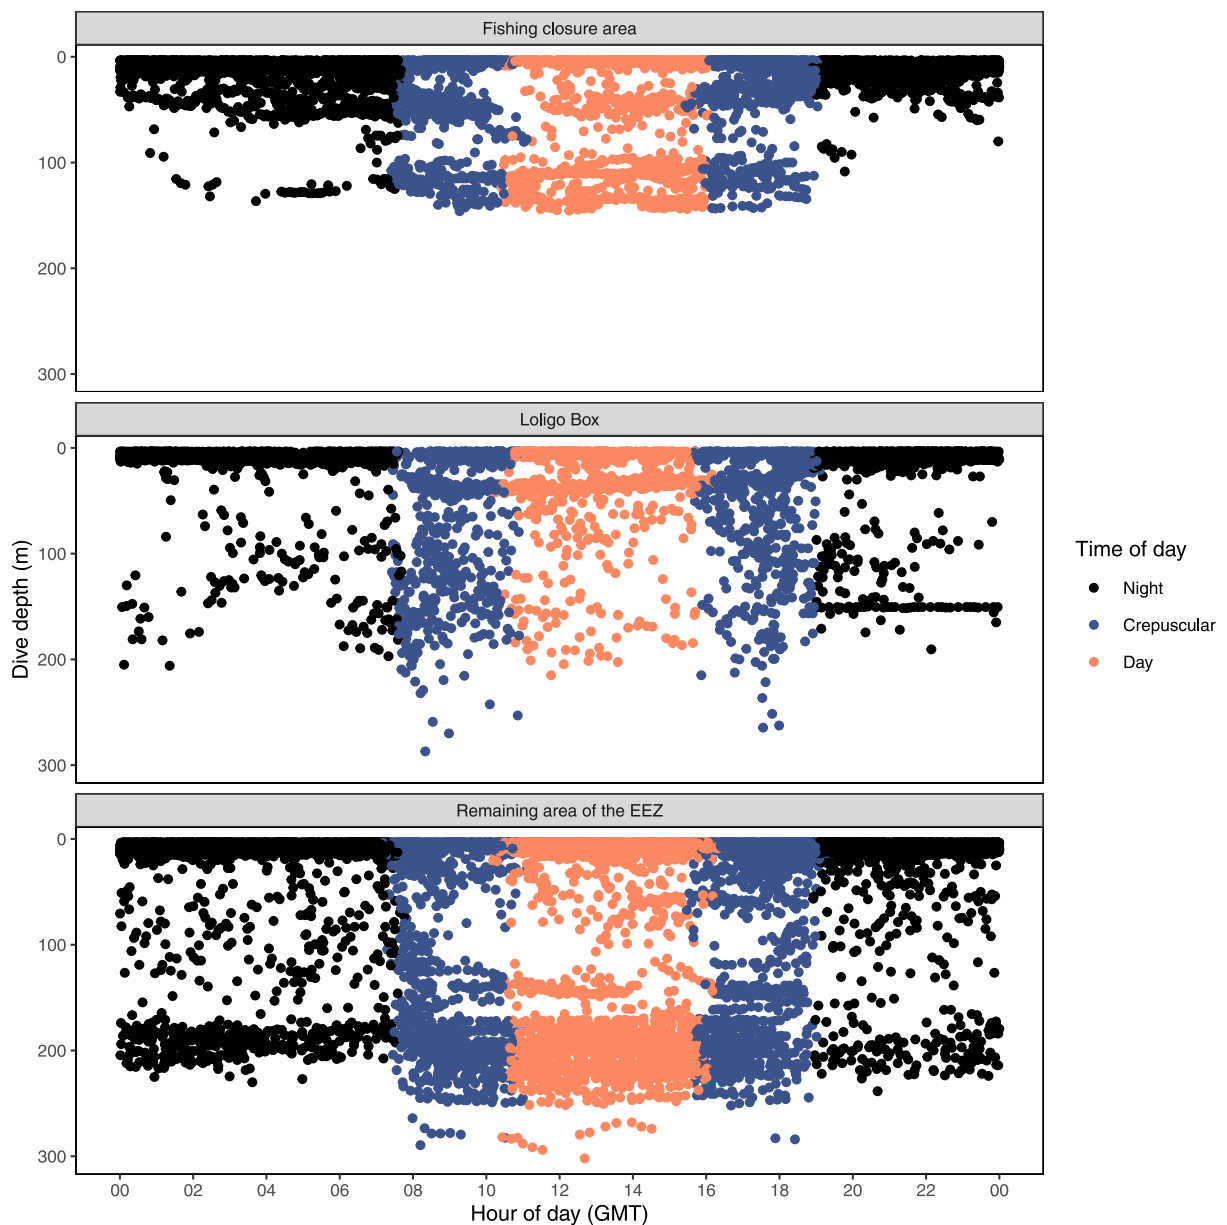 Fishing closure area
0
100
200
300
Loligo Box
0
100
200
300
Remaining area of the EEZ
0
100
200
300
00 02 04 06 08 10 12 14 16 18 20 22 00
Hour of day (GMT)
Dive depth (m)
Time of day
Night
Crepuscular
Day